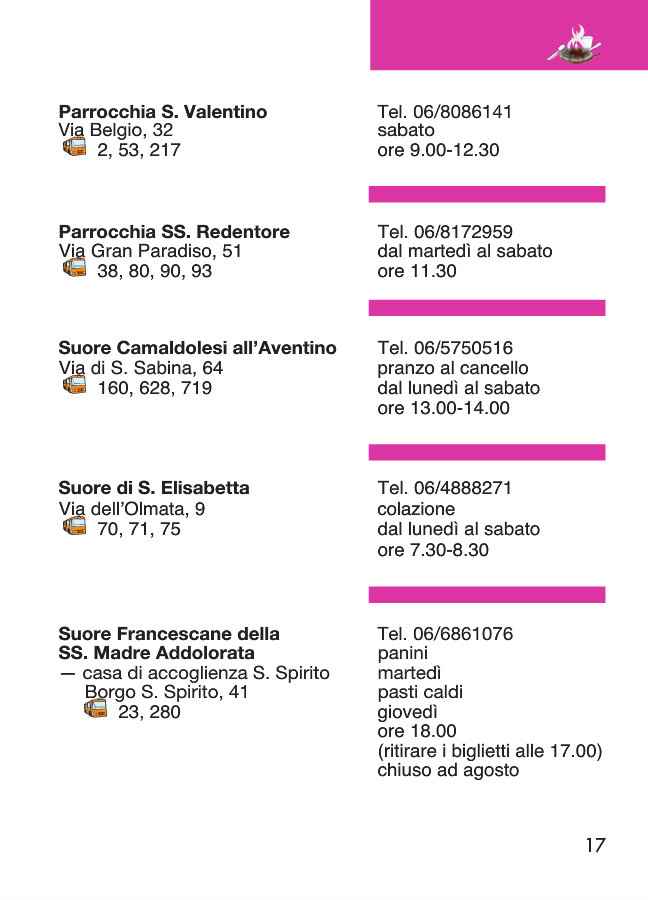 Parrocchia S. Valentino
Via Belgio, 32
2, 53, 217
Tel. 06/8086141
sabato
ore 9.00-12.30
Parrocchia SS. Redentore
Via Gran Paradiso, 51
38, 80, 90, 93
Tel. 06/8172959
dal martedì al sabato
ore 11.30
Suore Camaldolesi all'Aventino
Via di S. Sabina, 64
160, 628, 719
Tel. 06/5750516
pranzo al cancello
dal lunedì al sabato
ore 13.00-14.00
Suore di S. Elisabetta
Via dell'Olmata, 9
70, 71, 75
Tel. 06/4888271
colazione
dal lunedì al sabato
ore 7.30-8.30
Suore Francescane della
SS. Madre Addolorata
— casa di accoglienza S. Spirito
Borgo S. Spirito, 41
23, 280
Tel. 06/6861076
panini
martedì
pasti caldi
giovedì
ore 18.00
(ritirare i biglietti alle 17.00)
chiuso ad agosto
17